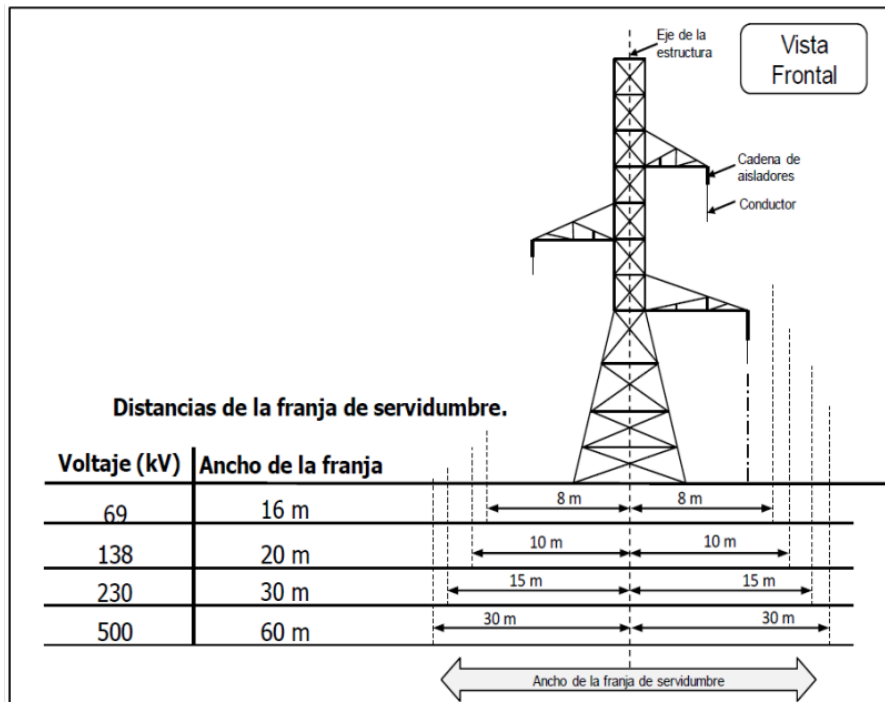 Eje de la
estructura
Vista
Frontal
Cadena de
aisladores
Conductor
Distancias de la franja de servidumbre.
Voltaje (kV) Ancho de la franja
69 16 m 8 m 8 m
138 20 m 10 m 10 m
230 30 m 15 m 15 m
500 60 m 30 m 30 m
Ancho de la franja de servidumbre